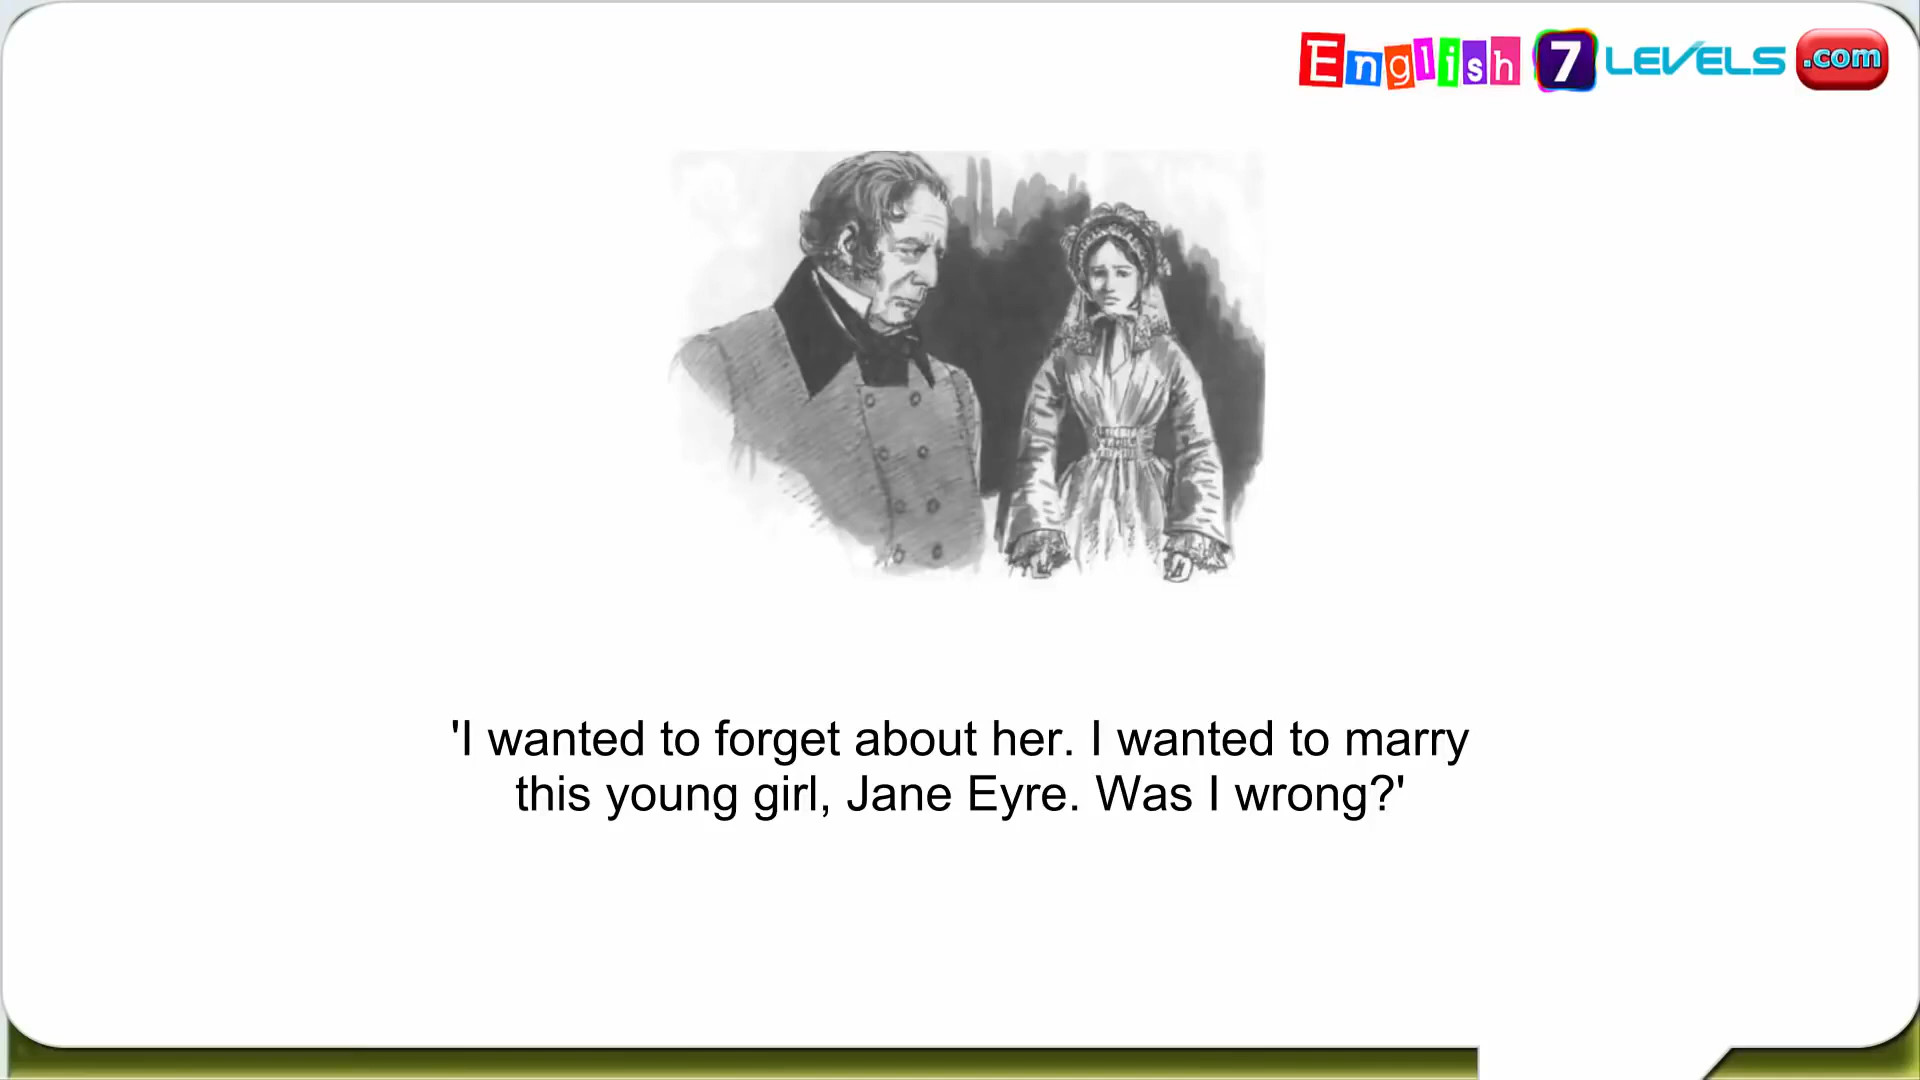 English 7 LEVELS .com
'I wanted to forget about her. I wanted to marry
this young girl, Jane Eyre. Was I wrong?'